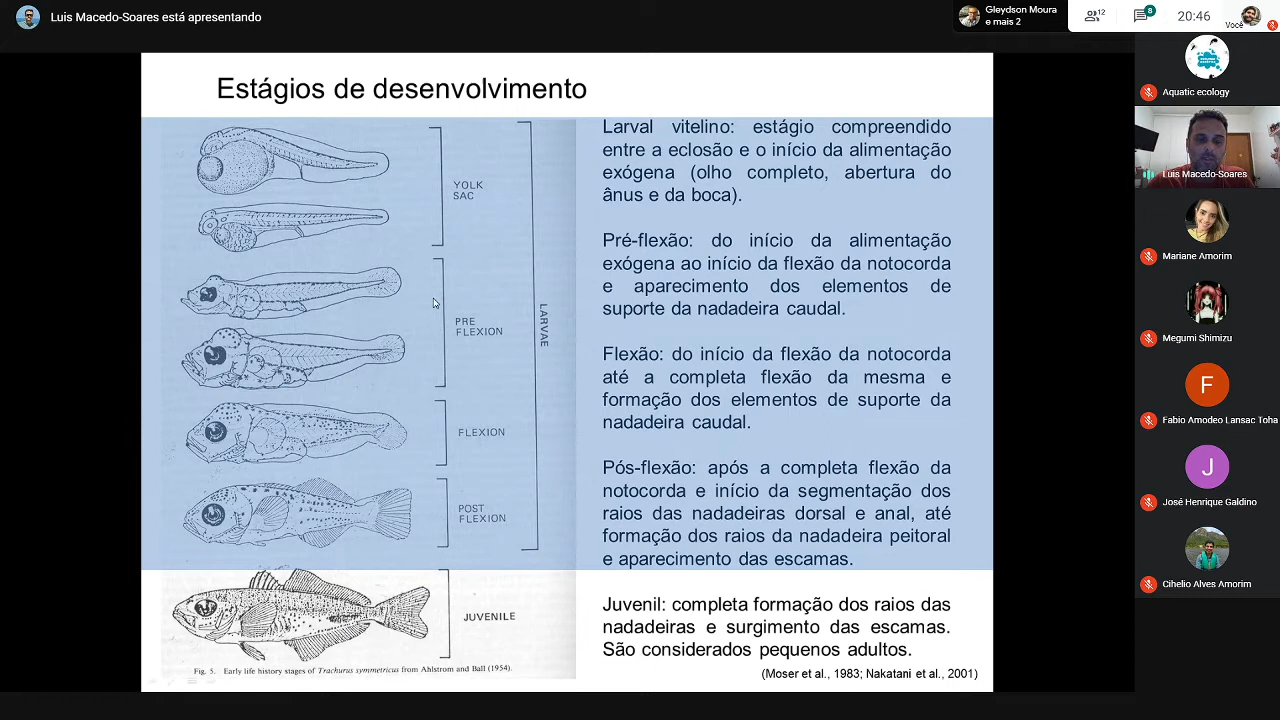 Luis Macedo-Soares está apresentando
Gleydson Moura
e mais 2
12
8
20:46
Você
Estágios de desenvolvimento
YOLK
SAC
PRE
FLEXION
FLEXION
POST
FLEXION
LARVAE
JUVENILE
Fig. 5. Early life history stages of Trachurus symmetricus from Ahlstrom and Ball (1954).
Larval vitelino: estágio compreendido
entre a eclosão e o início da alimentação
exógena (olho completo, abertura do
ânus e da boca).
Pré-flexão: do início da alimentação
exógena ao início da flexão da notocorda
e aparecimento dos elementos de
suporte da nadadeira caudal.
Flexão: do início da flexão da notocorda
até a completa flexão da mesma e
formação dos elementos de suporte da
nadadeira caudal.
Pós-flexão: após a completa flexão da
notocorda e início da segmentação dos
raios das nadadeiras dorsal e anal, até
formação dos raios da nadadeira peitoral
e aparecimento das escamas.
Juvenil: completa formação dos raios das
nadadeiras e surgimento das escamas.
São considerados pequenos adultos.
(Moser et al., 1983; Nakatani et al., 2001)
Aquatic ecology
Luis Macedo-Soares
Mariane Amorim
Megumi Shimizu
F
Fabio Amodeo Lansac Toha
J
José Henrique Galdino
Cihelio Alves Amorim